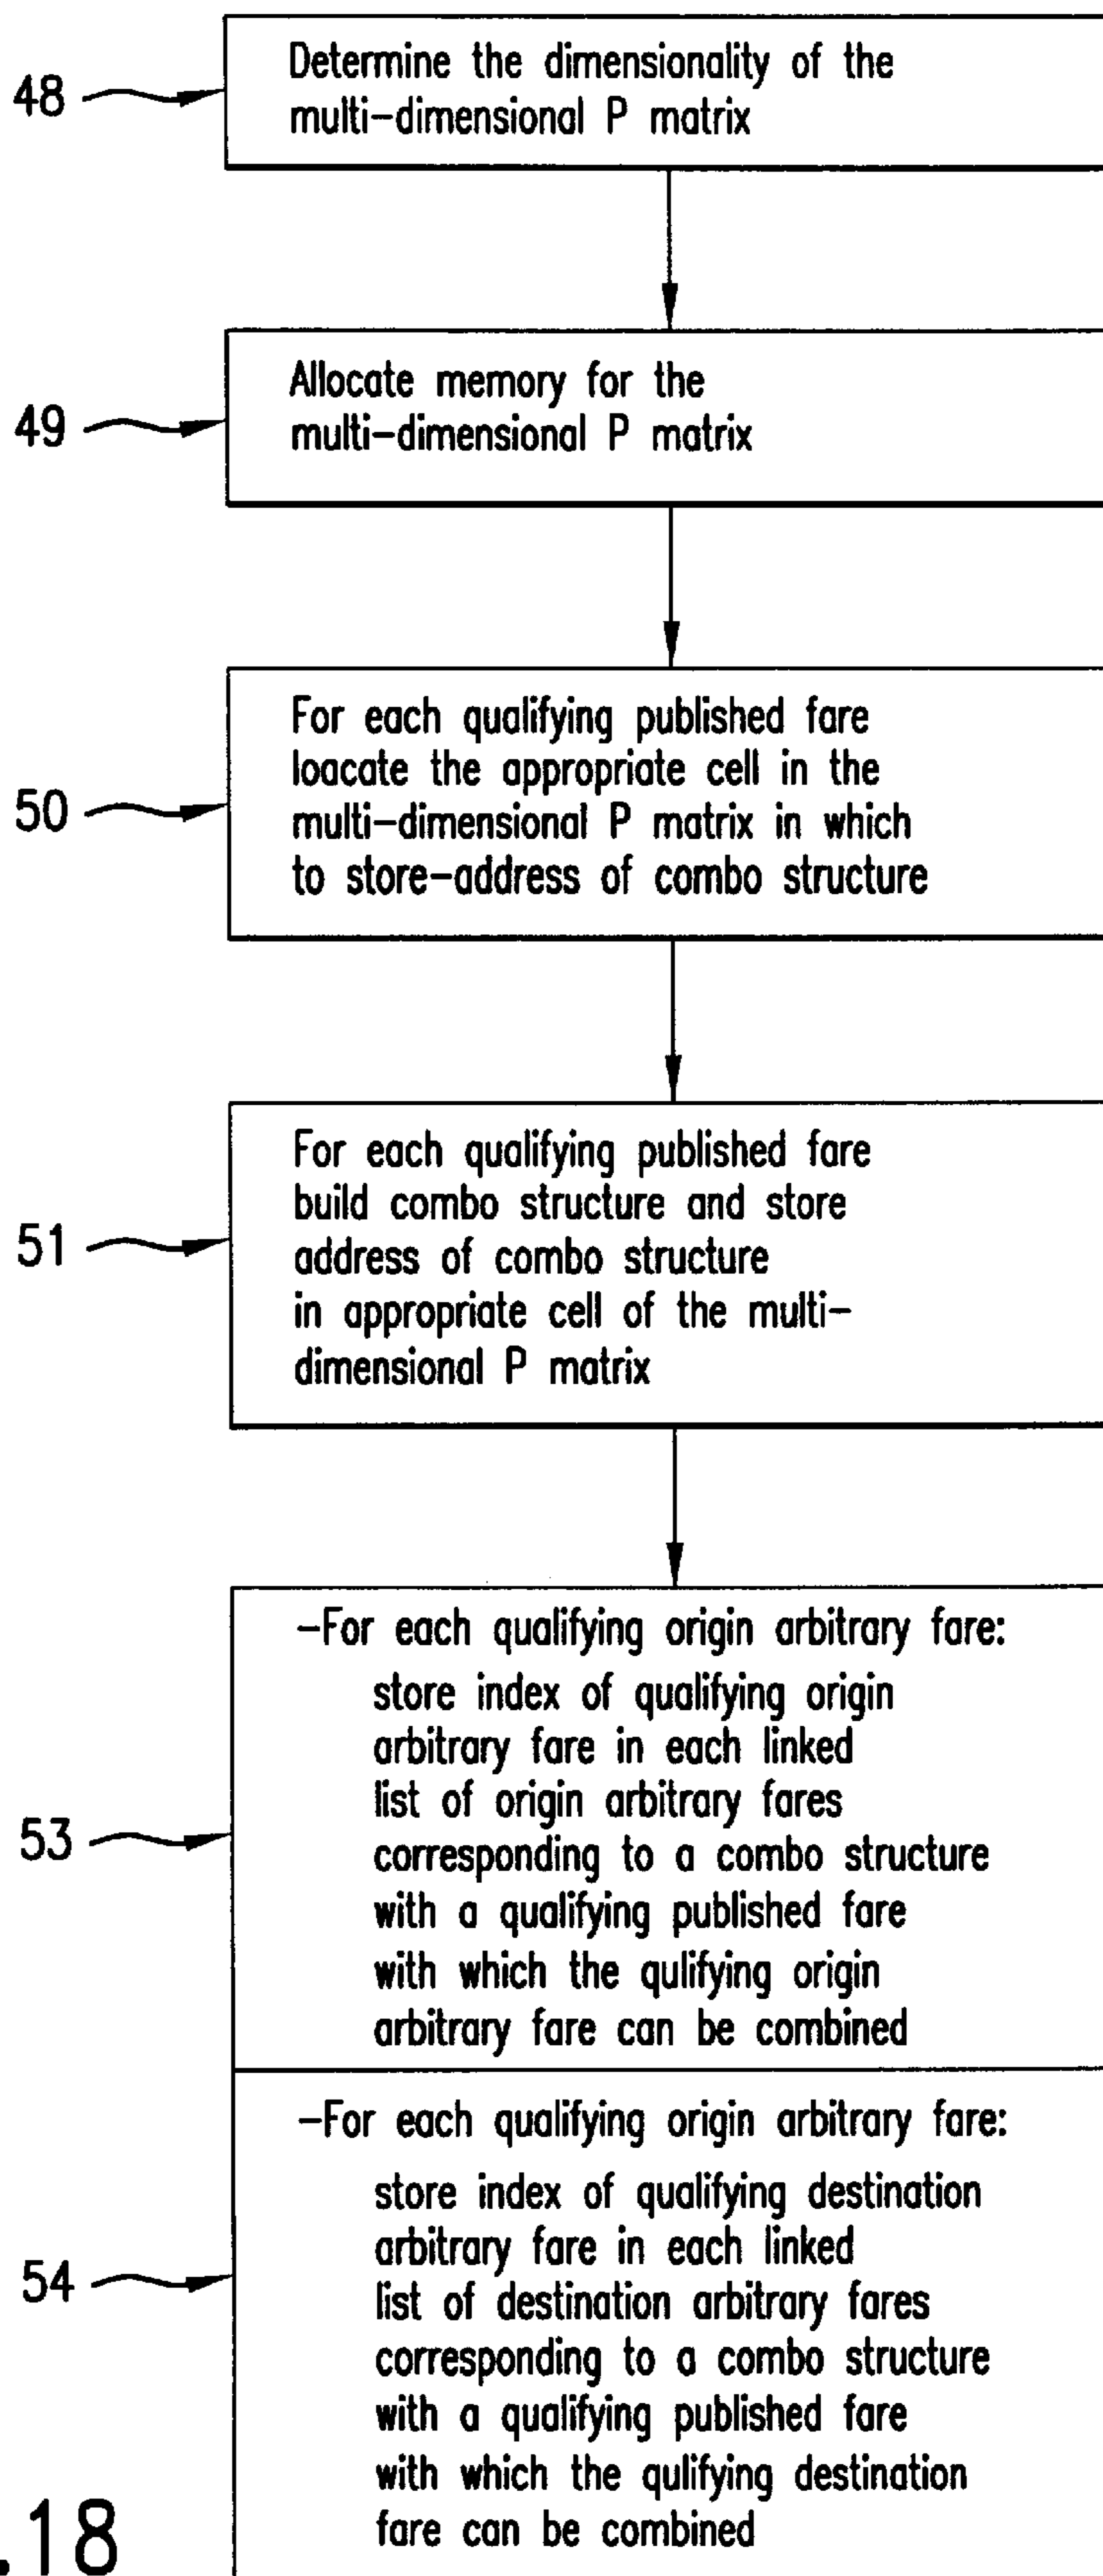 48
Determine the dimensionality of the
multi-dimensional P matrix
49
Allocate memory for the
multi-dimensional P matrix
50
For each qualifying published fare
loacate the appropriate cell in the
multi-dimensional P matrix in which
to store-address of combo structure
51
For each qualifying published fare
build combo structure and store
address of combo structure
in appropriate cell of the multi-
dimensional P matrix
53
-For each qualifying origin arbitrary fare:
store index of qualifying origin
arbitrary fare in each linked
list of origin arbitrary fares
corresponding to a combo structure
with a qualifying published fare
with which the qulifying origin
arbitrary fare can be combined
54
-For each qualifying origin arbitrary fare:
store index of qualifying destination
arbitrary fare in each linked
list of destination arbitrary fares
corresponding to a combo structure
with a qualifying published fare
with which the qulifying destination
fare can be combined
.18